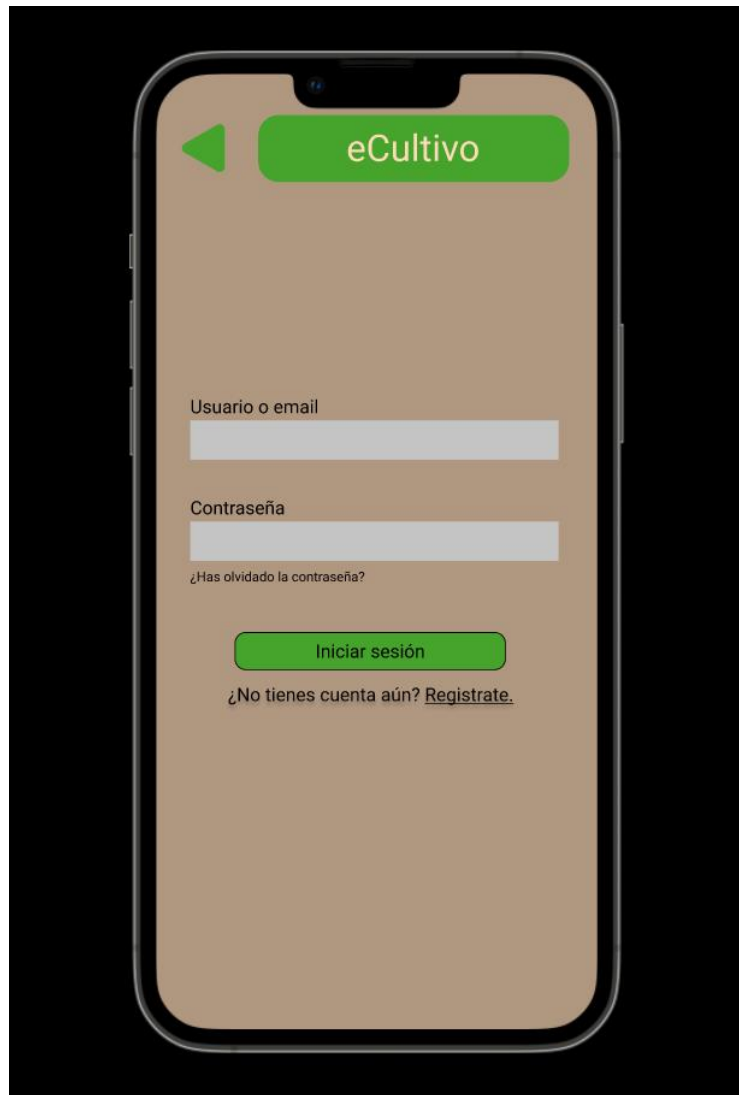 eCultivo
Usuario o email
Contraseña
¿Has olvidado la contraseña?
Iniciar sesión
¿No tienes cuenta aún? Registrate.